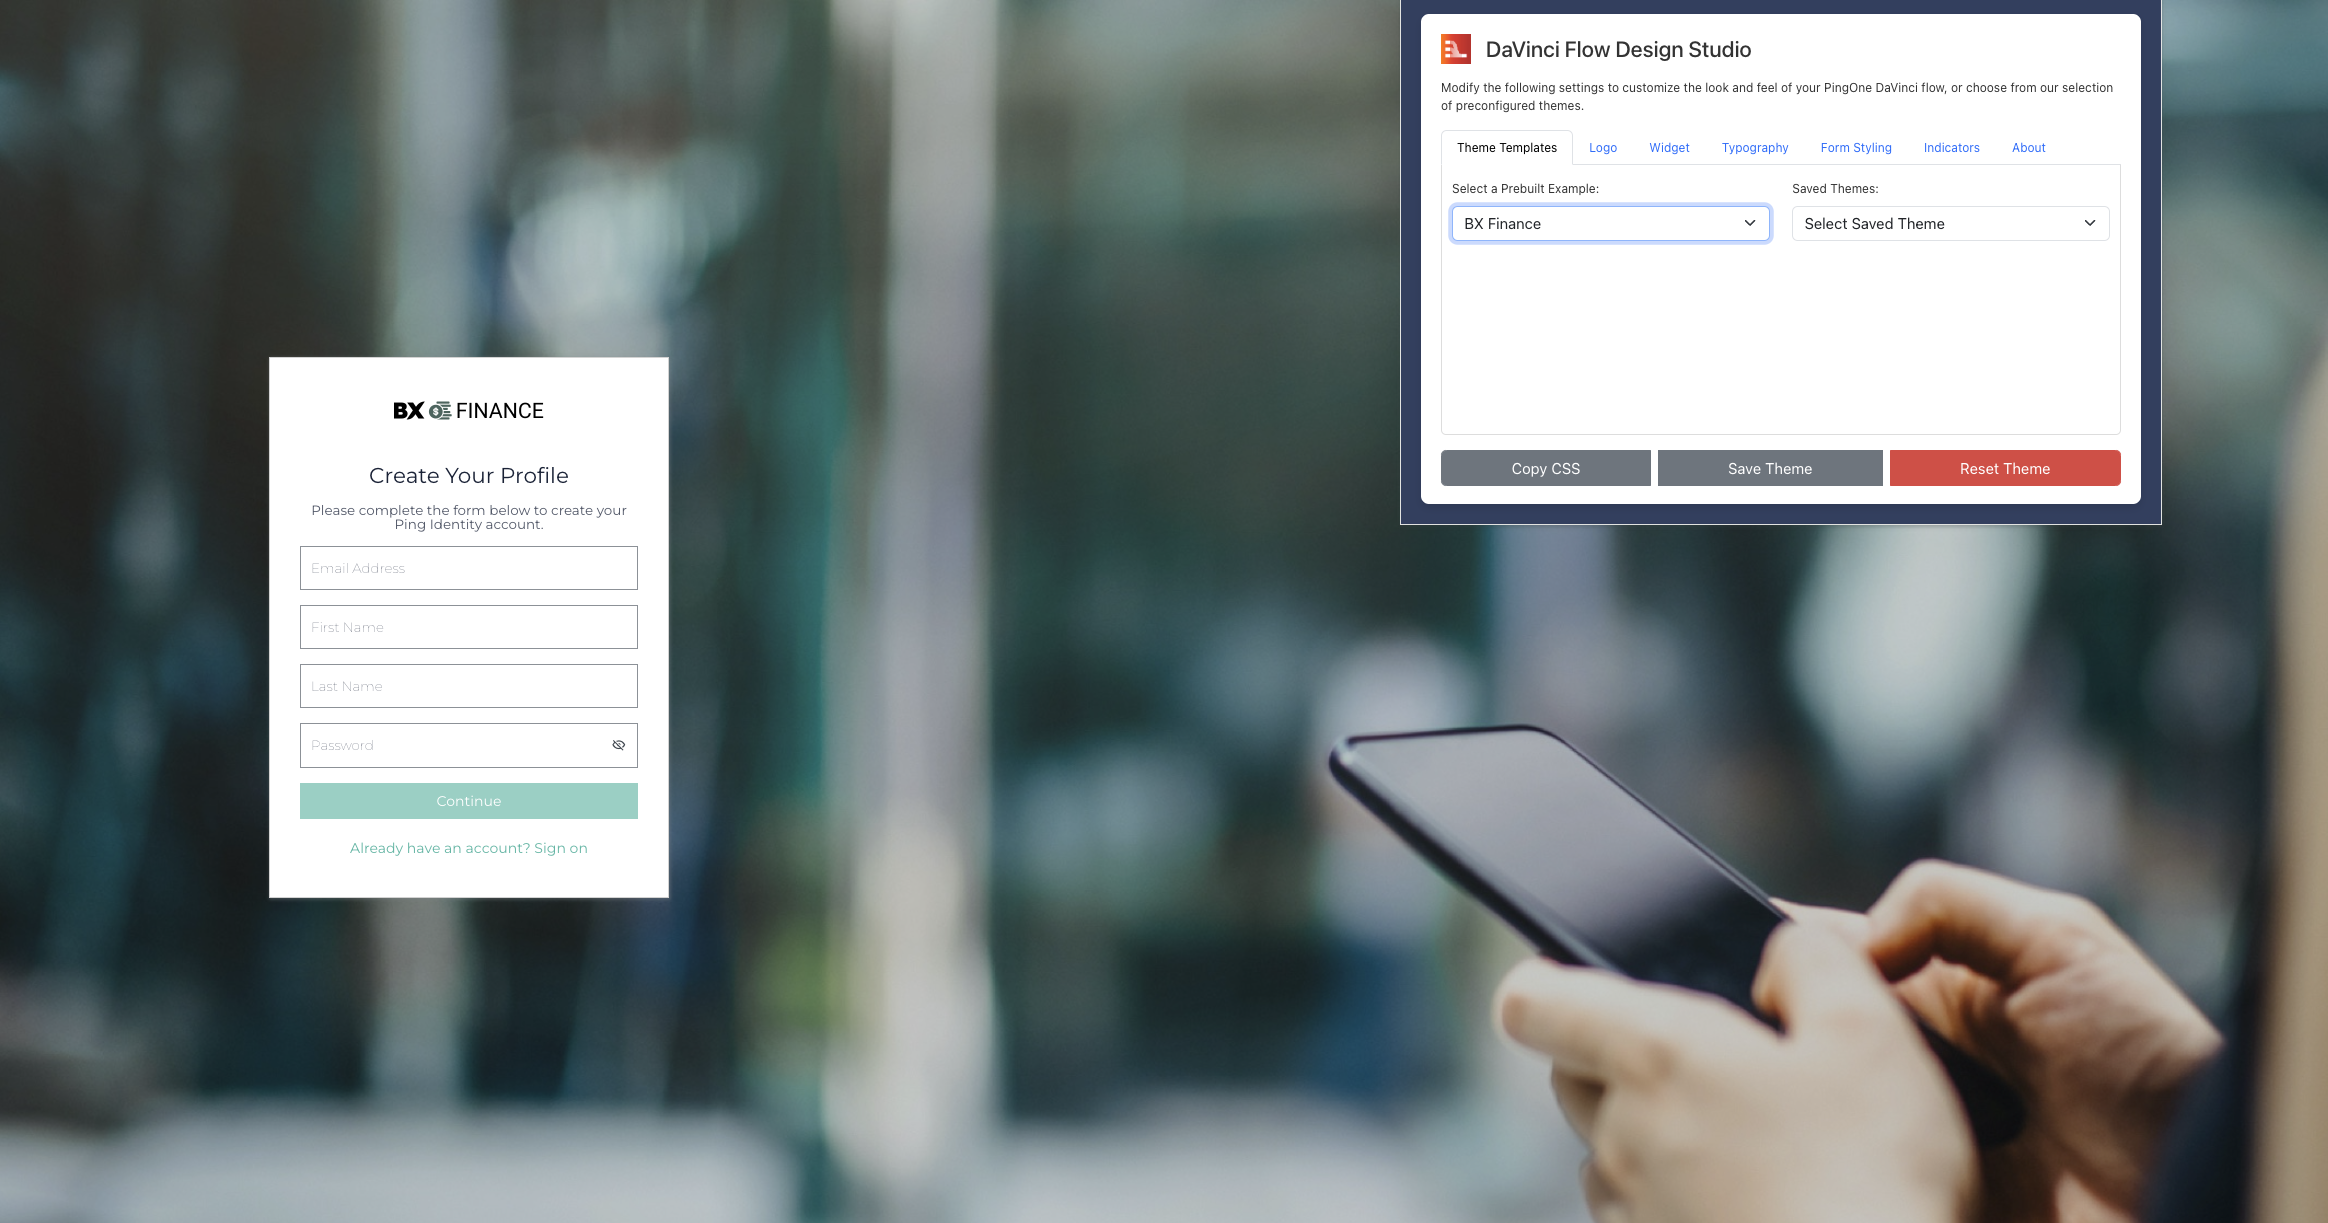 DaVinci Flow Design Studio
Modify the following settings to customize the look and feel of your PingOne DaVinci flow, or choose from our selection
of preconfigured themes.
Theme Templates Logo Widget Typography Form Styling Indicators About
Select a Prebuilt Example: Saved Themes:
BX Finance Select Saved Theme
Copy CSS Save Theme Reset Theme
BX FINANCE
Create Your Profile
Please complete the form below to create your
Ping Identity account.
Email Address
First Name
Last Name
Password
Continue
Already have an account? Sign on